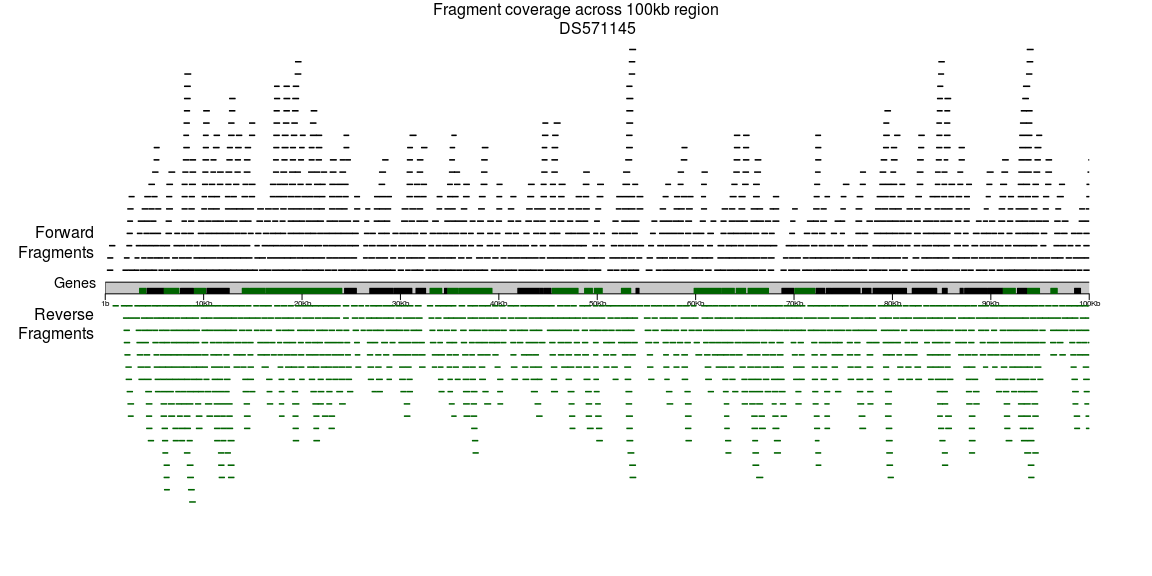 Fragment coverage across 100kb region
DS571145
Forward
Fragments
Genes
1b 10Kb 20Kb 30Kb 40Kb 50Kb 60Kb 70Kb 80Kb 90Kb 100Kb
Reverse
Fragments